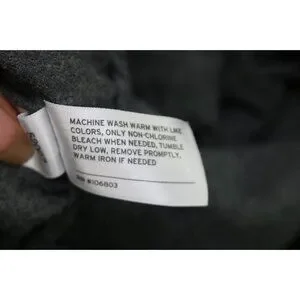 MACHINE WASH WARM WITH LIKE
COLORS, ONLY NON-CHLORINE
BLEACH WHEN NEEDED, TUMBLE
DRY LOW, REMOVE PROMPTLY,
WARM IRON IF NEEDED
RN #106803